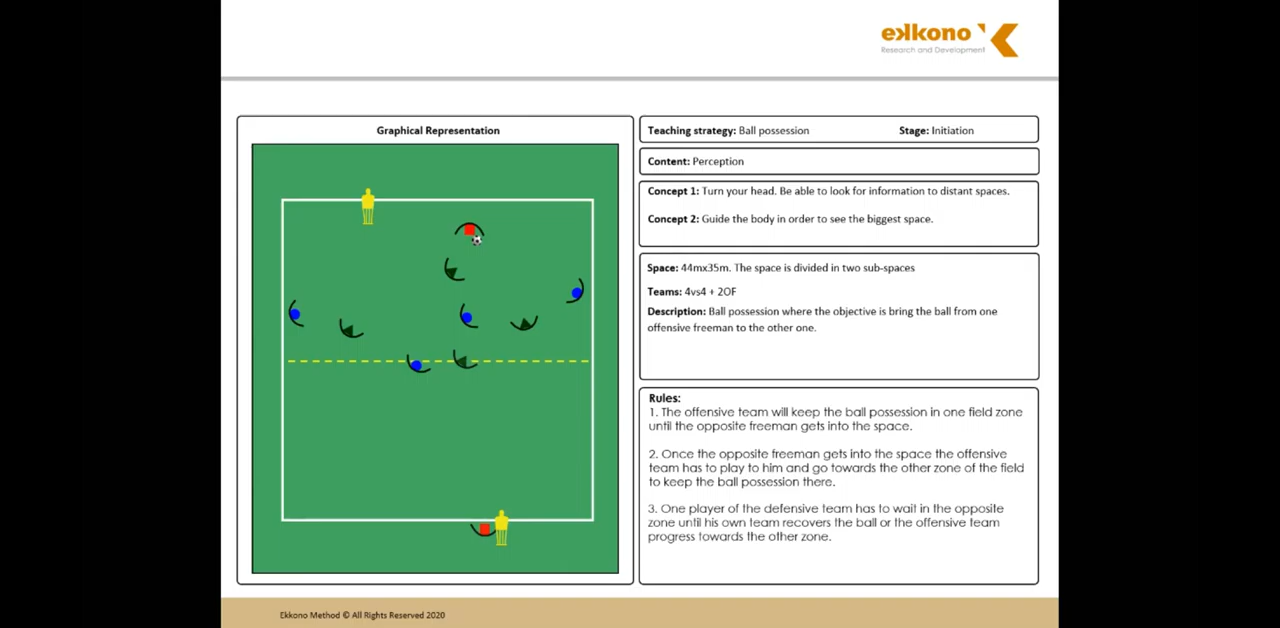 ekkono
Research and Development
Graphical Representation
Teaching strategy: Ball possession
Stage: Initiation
Content: Perception
Concept 1: Turn your head. Be able to look for information to distant spaces.
Concept 2: Guide the body in order to see the biggest space.
Space: 44mx35m. The space is divided in two sub-spaces
Teams: 4vs4 + 2OF
Description: Ball possession where the objective is bring the ball from one
offensive freeman to the other one.
Rules:
1. The offensive team will keep the ball possession in one field zone
until the opposite freeman gets into the space.
2. Once the opposite freeman gets into the space the offensive
team has to play to him and go towards the other zone of the field
to keep the ball possession there.
3. One player of the defensive team has to wait in the opposite
zone until his own team recovers the ball or the offensive team
progress towards the other zone.
Ekkono Method © All Rights Reserved 2020